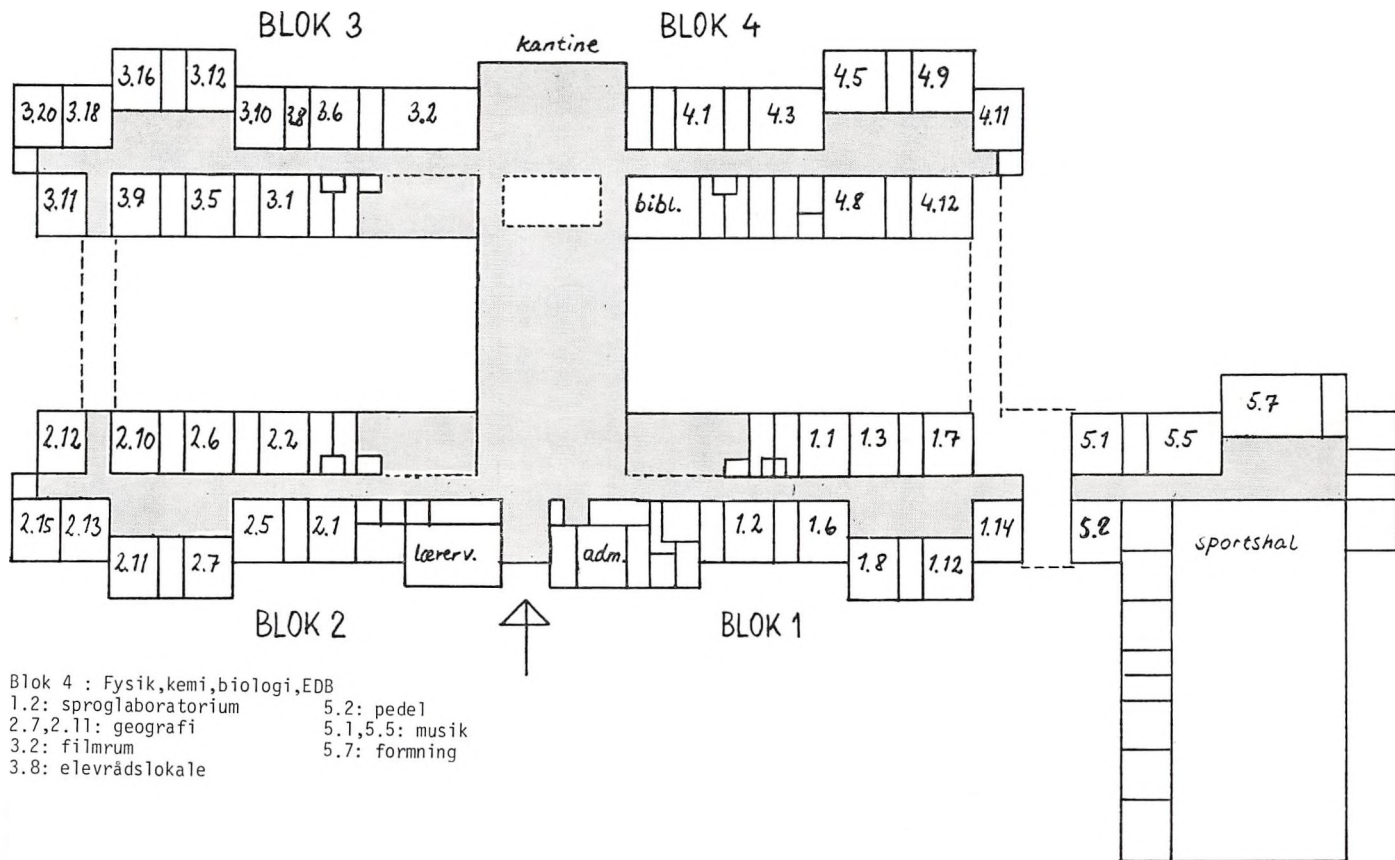 BLOK 3
BLOK 4
kantine
3.16
3.12
4.5
4.9
3.20
3.18
3.10
3.8
3.6
3.2
4.1
4.3
4.11
3.11
3.9
3.5
3.1
bibl.
4.8
4.12
5.7
2.12
2.10
2.6
2.2
1.1
1.3
1.7
5.1
5.5
2.15
2.13
2.5
2.1
lærerv.
adm.
1.2
1.6
1.14
5.2
sportshal
2.11
2.7
1.8
1.12
BLOK 2
BLOK 1
Blok 4 : Fysik,kemi,biologi,EDB
1.2: sproglaboratorium
2.7,2.11: geografi
3.2: filmrum
3.8: elevrådslokale
5.2: pedel
5.1,5.5: musik
5.7: formning